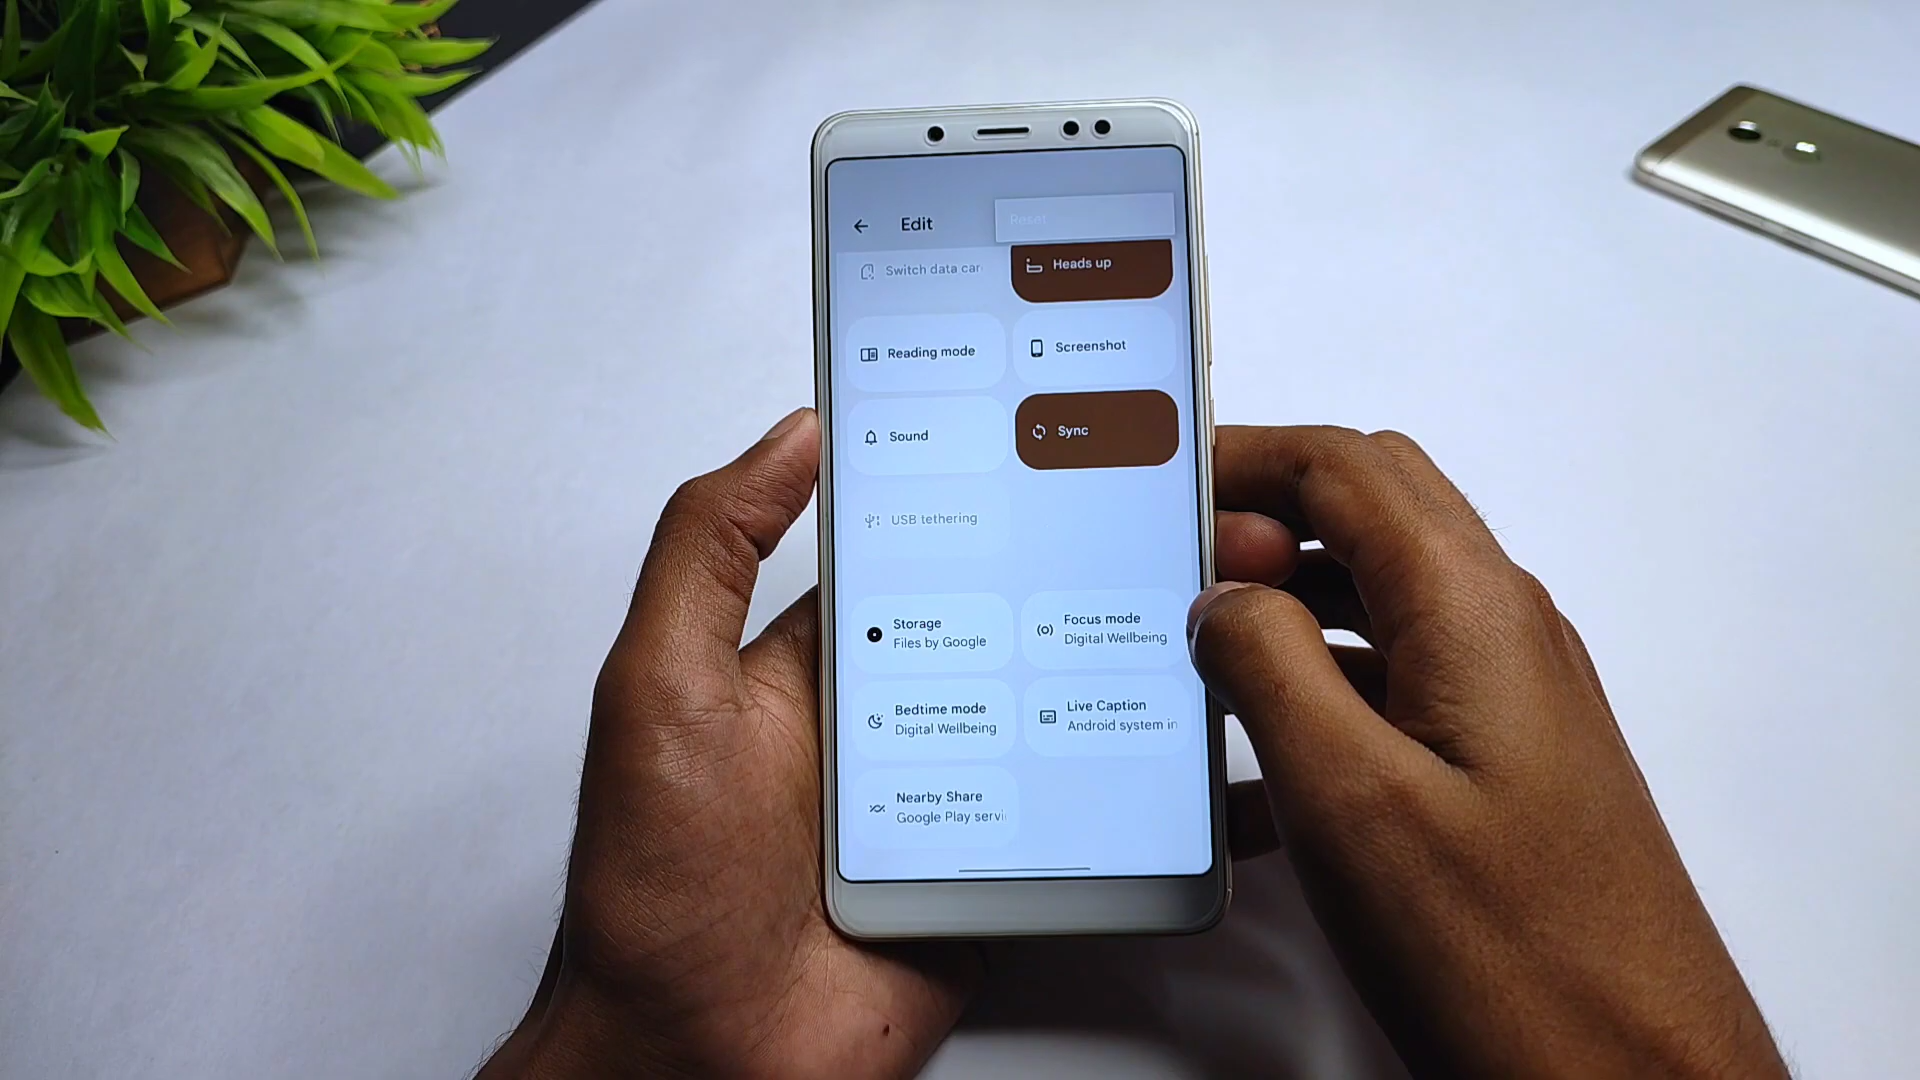 Edit
Reset
Switch data car
Heads up
Reading mode
Screenshot
Sound
Sync
USB tethering
Storage
Files by Google
Focus mode
Digital Wellbeing
Bedtime mode
Digital Wellbeing
Live Caption
Android system in
Nearby Share
Google Play servi